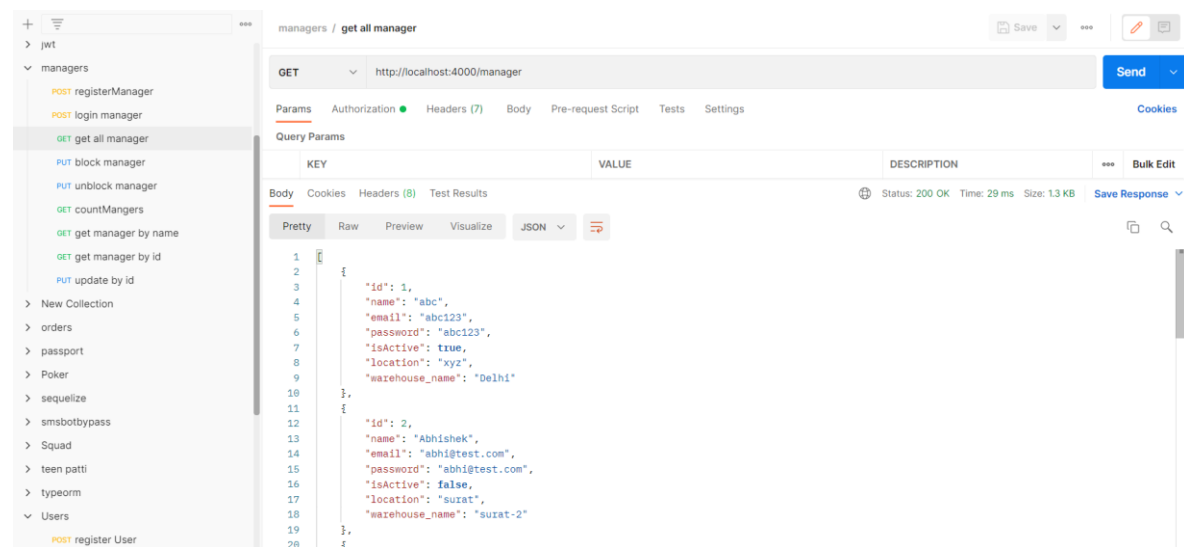 jwt
managers
POST registerManager
POST login manager
GET get all manager
PUT block manager
PUT unblock manager
GET countMangers
GET get manager by name
GET get manager by id
PUT update by id
New Collection
orders
passport
Poker
sequelize
smsbotbypass
Squad
teen patti
typeorm
Users
POST register User
managers / get all manager
Save
GET http://localhost:4000/manager Send
Params Authorization Headers (7) Body Pre-request Script Tests Settings Cookies
Query Params
KEY VALUE DESCRIPTION Bulk Edit
Body Cookies Headers (8) Test Results Status: 200 OK Time: 29 ms Size: 1.3 KB Save Response
Pretty Raw Preview Visualize JSON
1 [
2 {
3 "id": 1,
4 "name": "abc",
5 "email": "abc123",
6 "password": "abc123",
7 "isActive": true,
8 "location": "xyz",
9 "warehouse_name": "Delhi"
10 },
11 {
12 "id": 2,
13 "name": "Abhishek",
14 "email": "abhi@test.com",
15 "password": "abhi@test.com",
16 "isActive": false,
17 "location": "surat",
18 "warehouse_name": "surat-2"
19 },
20 {